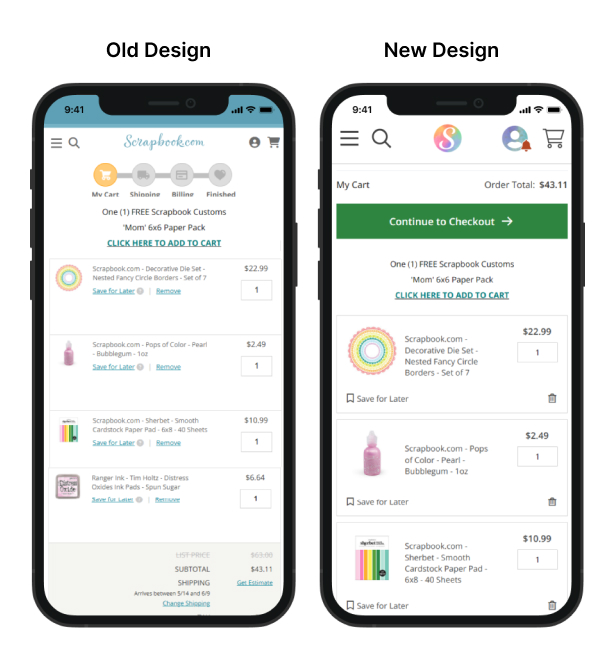 Old Design
9:41
Scrapbook.com
My Cart Shipping Billing Finished
One (1) FREE Scrapbook Customs
'Mom' 6x6 Paper Pack
CLICK HERE TO ADD TO CART
Scrapbook.com - Decorative Die Set -
Nested Fancy Circle Borders - Set of 7
$22.99
Save for Later ? | Remove
1
Scrapbook.com - Pops of Color - Pearl
- Bubblegum - 1oz
$2.49
Save for Later ? | Remove
1
Scrapbook.com - Sherbet - Smooth
Cardstock Paper Pad - 6x8 - 40 Sheets
$10.99
Save for Later ? | Remove
1
Ranger Ink - Tim Holtz - Distress
Oxides Ink Pads - Spun Sugar
$6.64
Save for Later ? | Remove
1
LIST PRICE $63.00
SUBTOTAL $43.11
SHIPPING Get Estimate
Arrives between 5/14 and 6/9
Change Shipping
New Design
9:41
S
My Cart Order Total: $43.11
Continue to Checkout →
One (1) FREE Scrapbook Customs
'Mom' 6x6 Paper Pack
CLICK HERE TO ADD TO CART
Scrapbook.com -
Decorative Die Set -
Nested Fancy Circle
Borders - Set of 7
$22.99
1
Save for Later
Scrapbook.com - Pops
of Color - Pearl -
Bubblegum - 1oz
$2.49
1
Save for Later
Scrapbook.com -
Sherbet - Smooth
Cardstock Paper Pad -
6x8 - 40 Sheets
$10.99
1
Save for Later